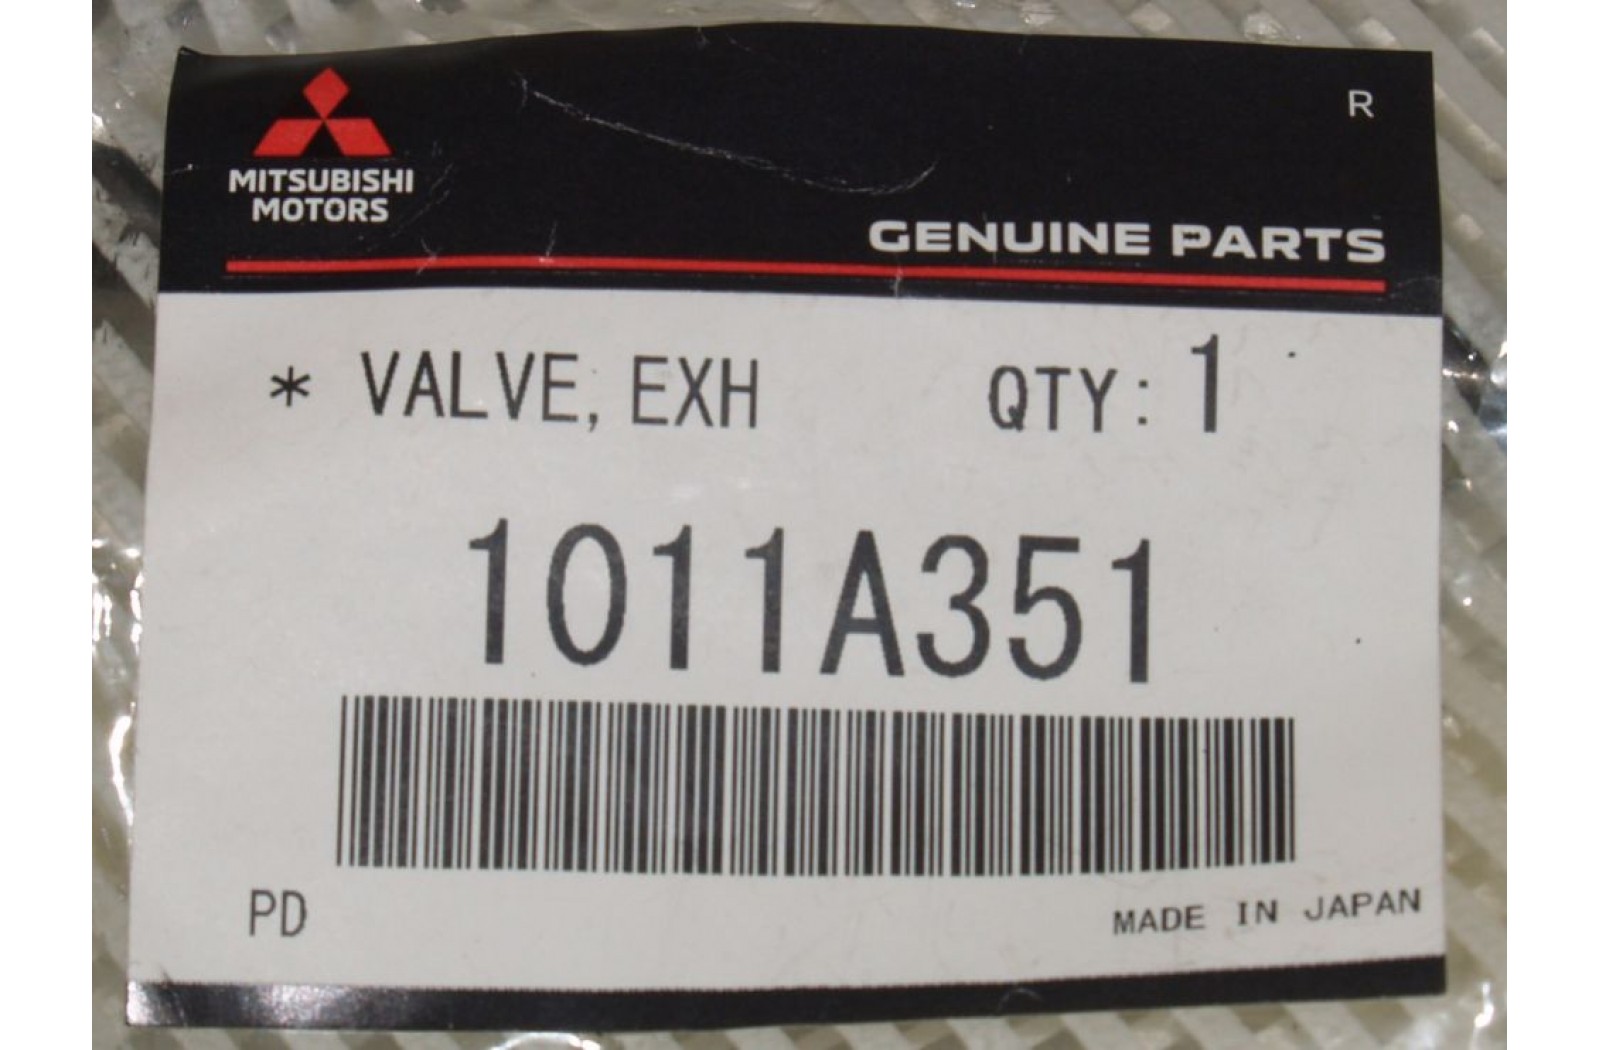 R
MITSUBISHI
MOTORS
GENUINE PARTS
* VALVE, EXH QTY: 1
1011A351
PD MADE IN JAPAN